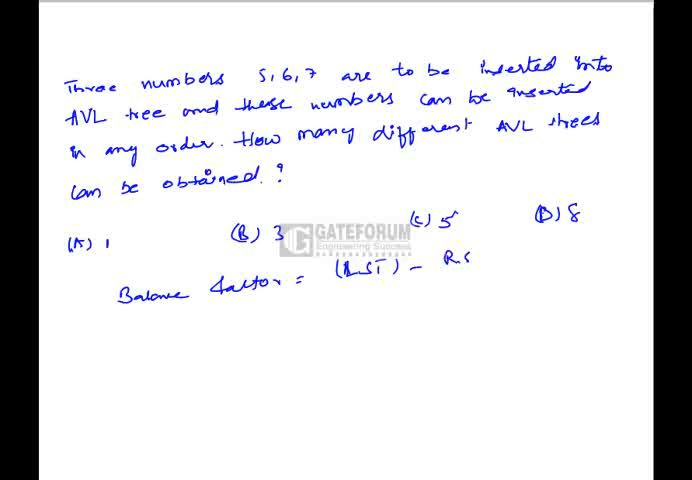 Three numbers 5, 6, 7 are to be inserted into
AVL tree and these numbers can be inserted
in any order. How many different AVL trees
can be obtained.?
(A) 1 (B) 3 (C) 5 (D) 8
GATEFORUM
Engineering Success
Balance factor = (LST) - R.S